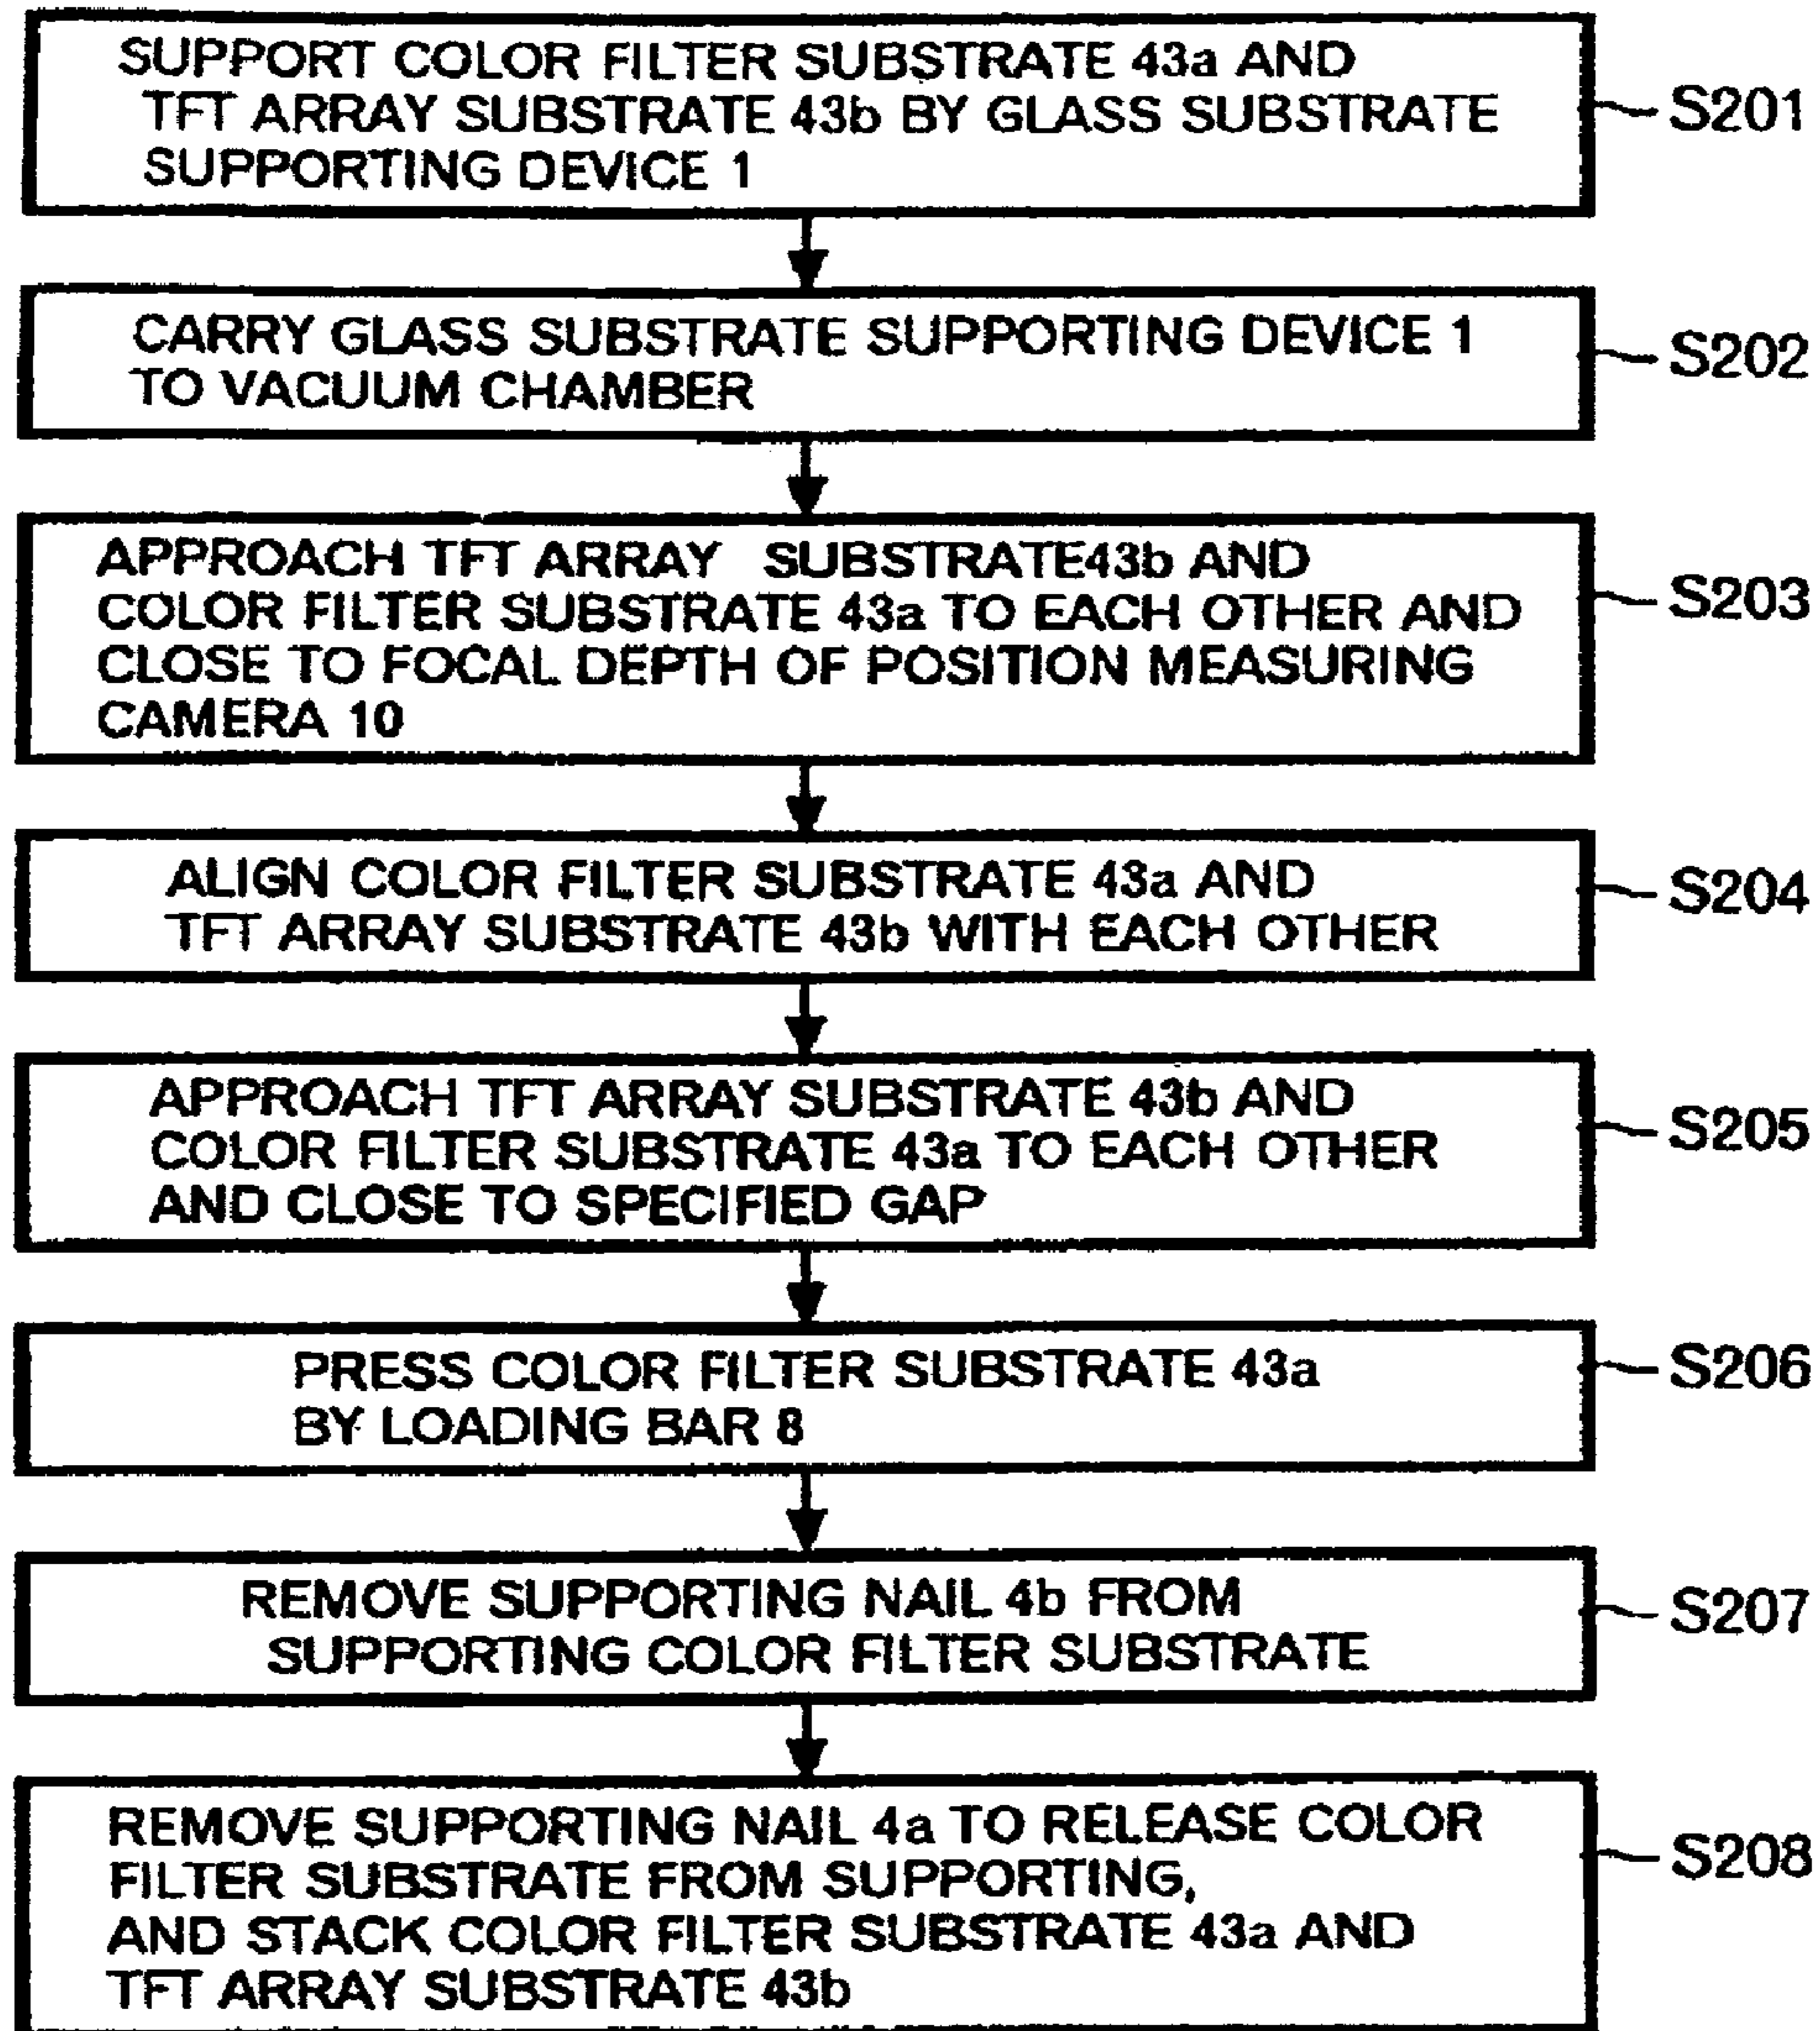 SUPPORT COLOR FILTER SUBSTRATE 43a AND
TFT ARRAY SUBSTRATE 43b BY GLASS SUBSTRATE
SUPPORTING DEVICE 1
S201
CARRY GLASS SUBSTRATE SUPPORTING DEVICE 1
TO VACUUM CHAMBER
S202
APPROACH TFT ARRAY SUBSTRATE43b AND
COLOR FILTER SUBSTRATE 43a TO EACH OTHER AND
CLOSE TO FOCAL DEPTH OF POSITION MEASURING
CAMERA 10
S203
ALIGN COLOR FILTER SUBSTRATE 43a AND
TFT ARRAY SUBSTRATE 43b WITH EACH OTHER
S204
APPROACH TFT ARRAY SUBSTRATE 43b AND
COLOR FILTER SUBSTRATE 43a TO EACH OTHER
AND CLOSE TO SPECIFIED GAP
S205
PRESS COLOR FILTER SUBSTRATE 43a
BY LOADING BAR 8
S206
REMOVE SUPPORTING NAIL 4b FROM
SUPPORTING COLOR FILTER SUBSTRATE
S207
REMOVE SUPPORTING NAIL 4a TO RELEASE COLOR
FILTER SUBSTRATE FROM SUPPORTING,
AND STACK COLOR FILTER SUBSTRATE 43a AND
TFT ARRAY SUBSTRATE 43b
S208